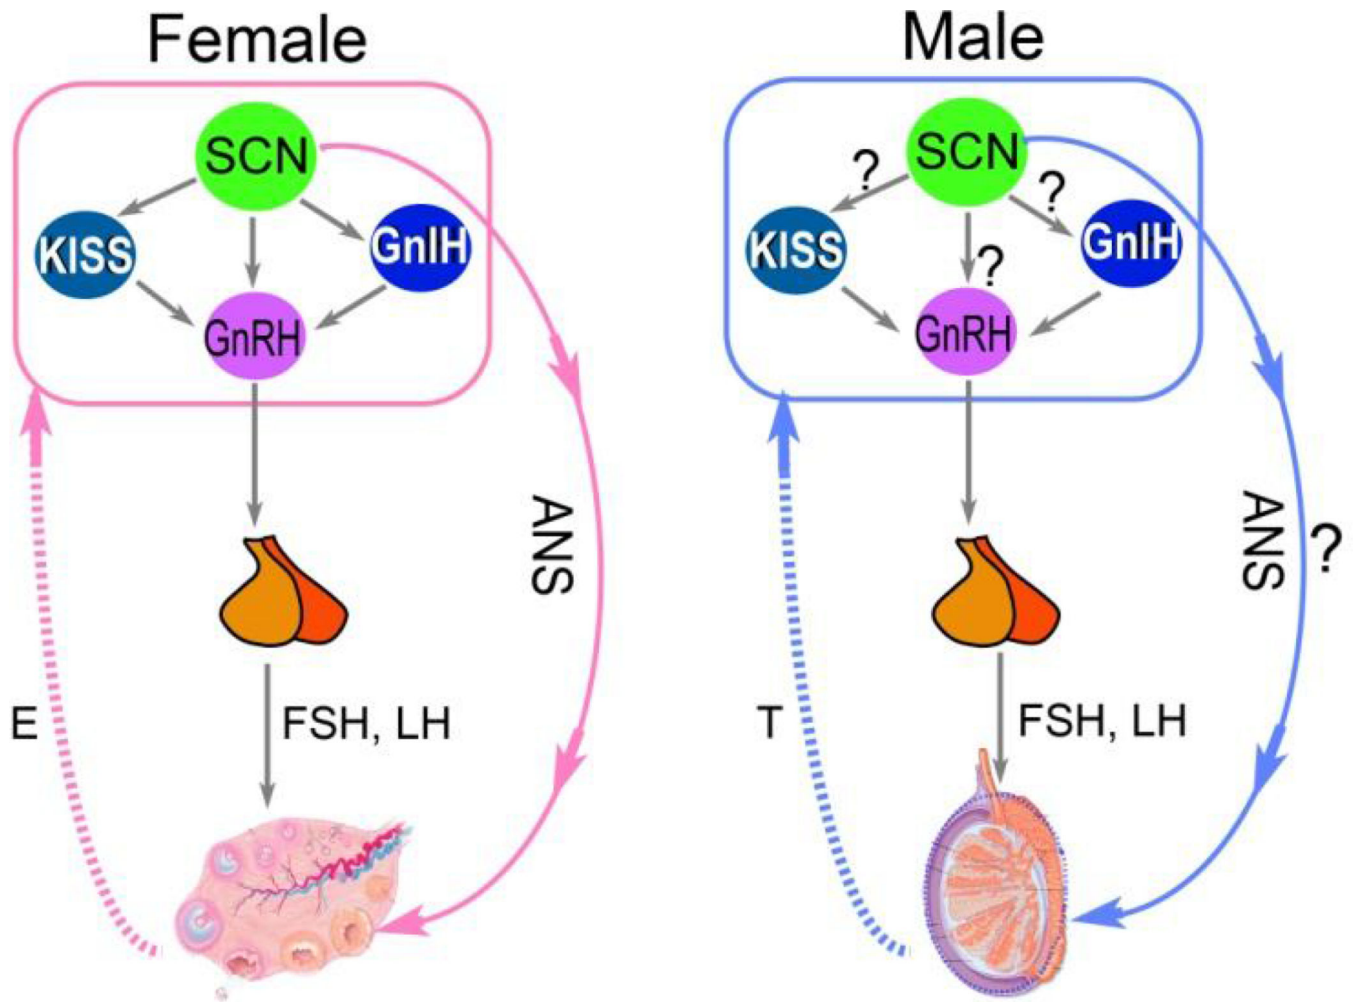 Female
SCN
KISS
GnIH
GnRH
ANS
E
FSH, LH
Male
SCN
?
?
KISS
GnIH
?
GnRH
ANS
?
T
FSH, LH